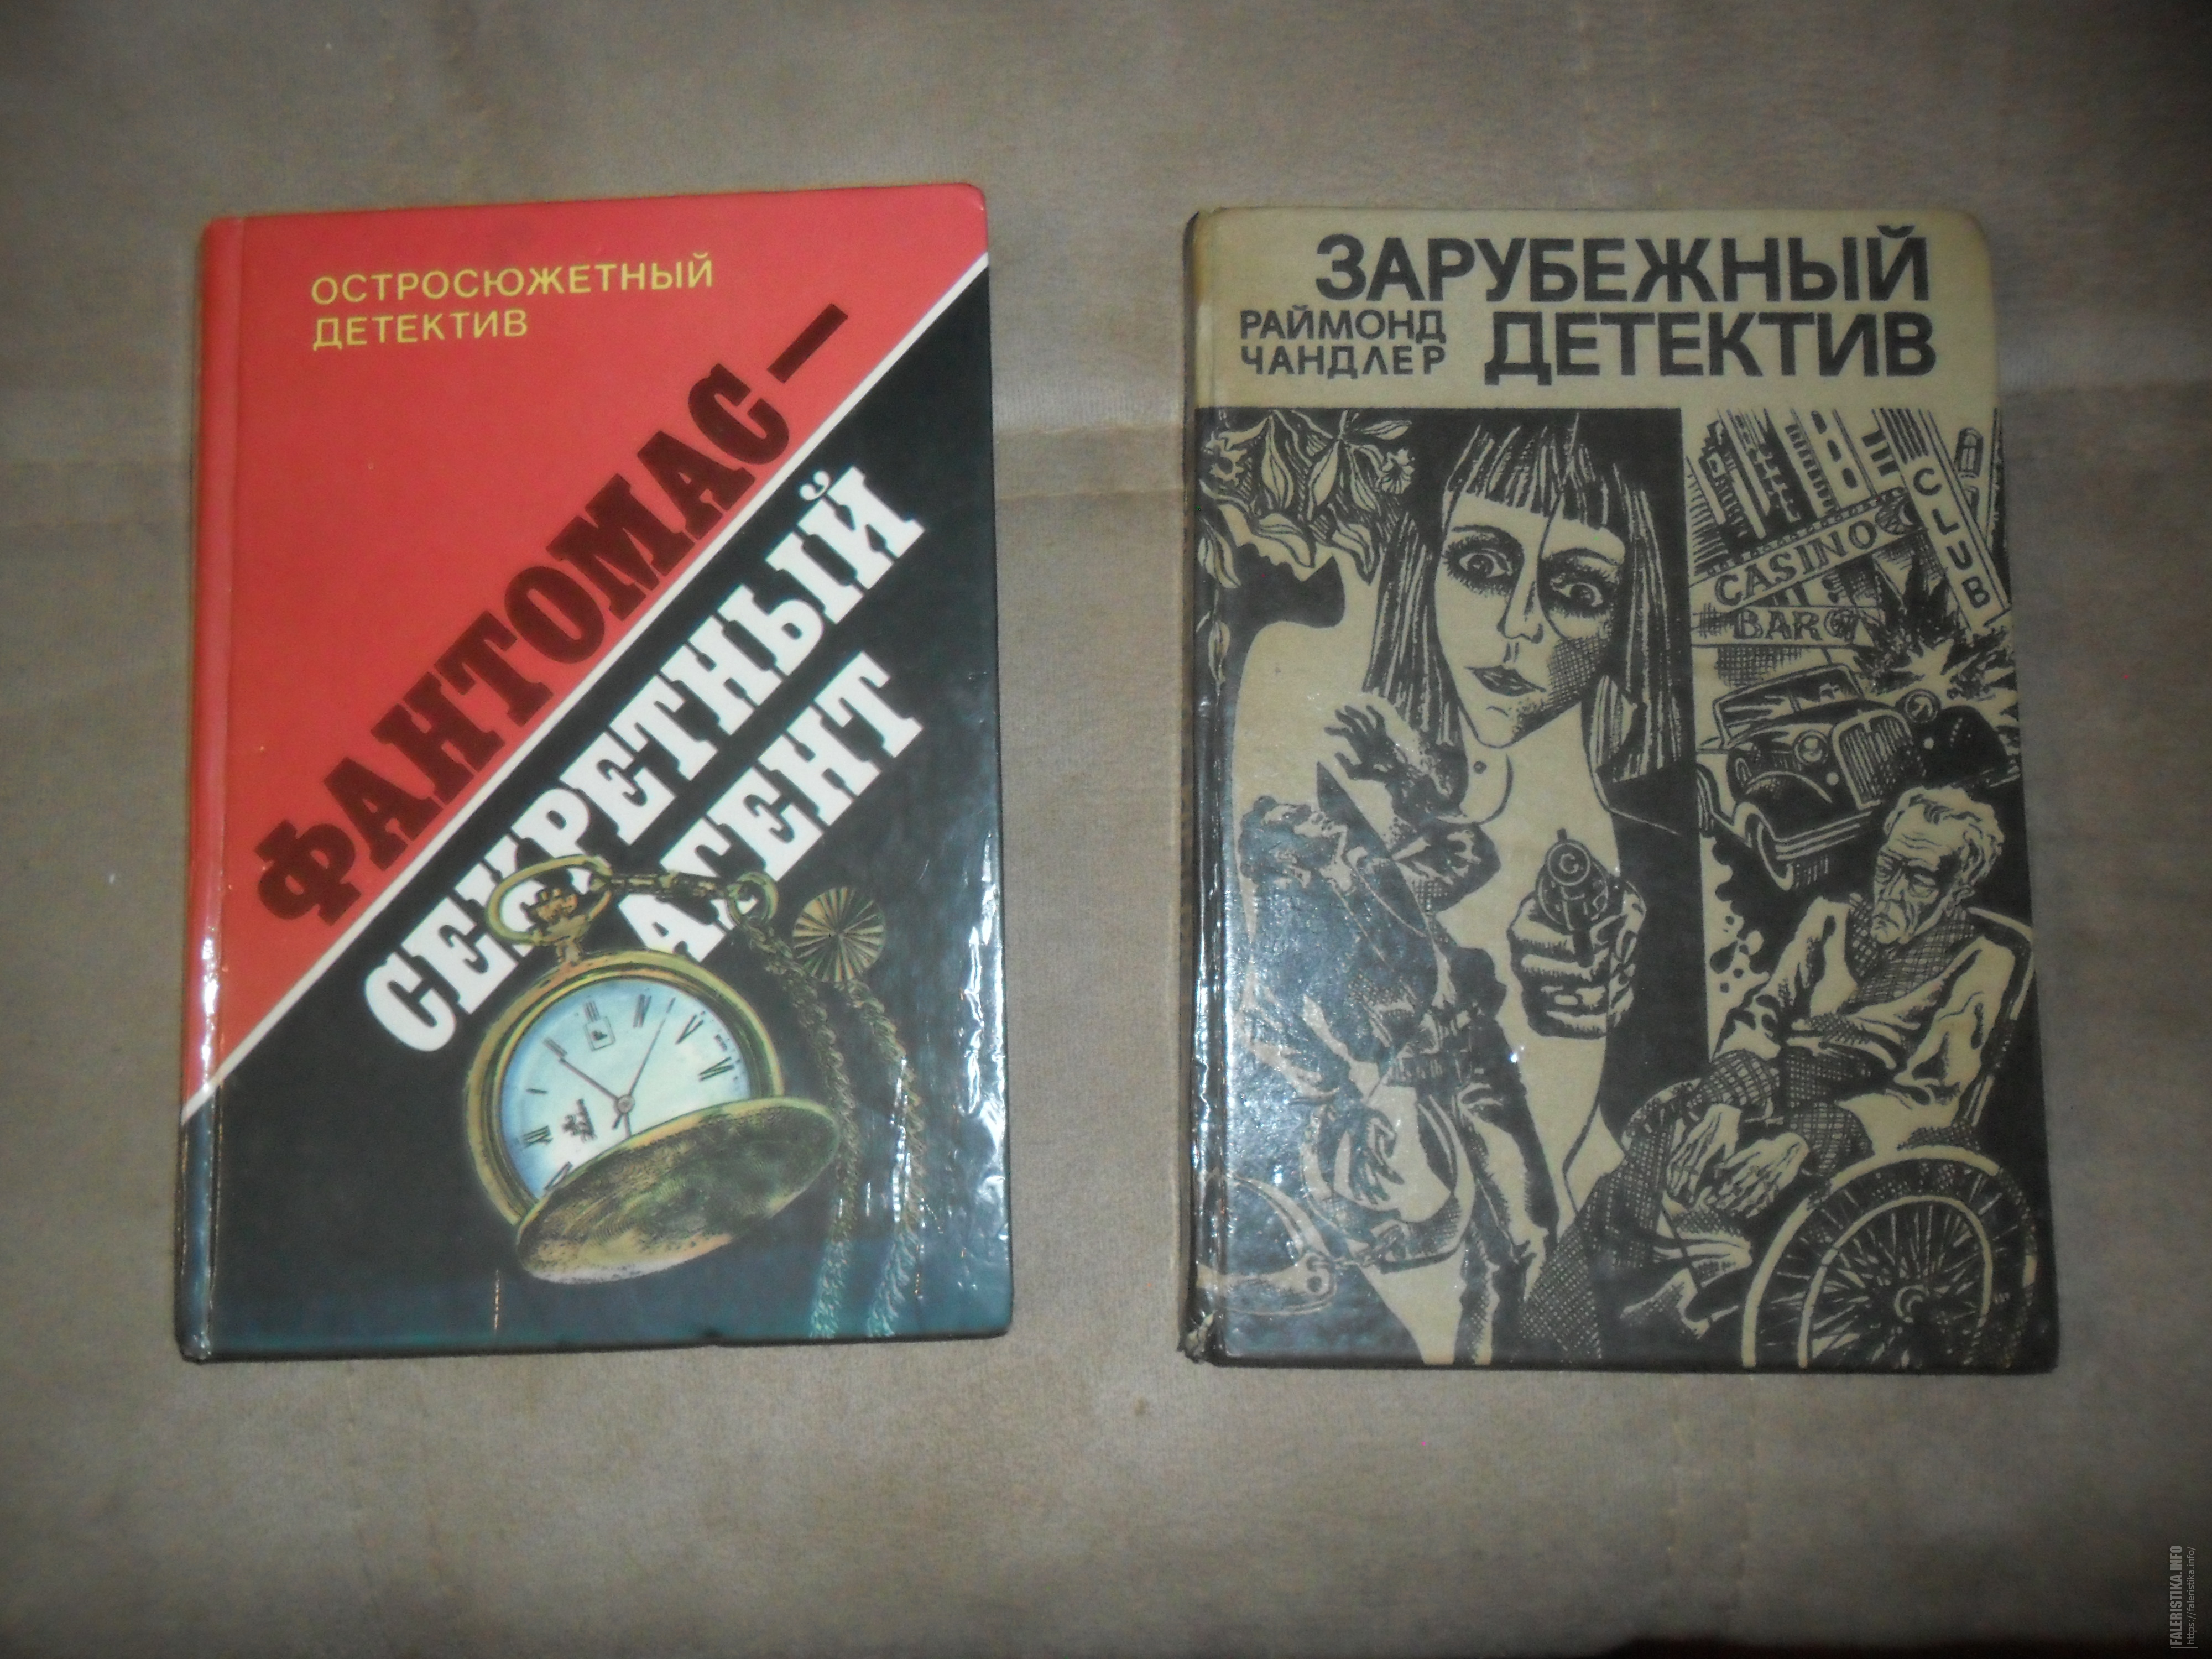 ОСТРОСЮЖЕТНЫЙ
ДЕТЕКТИВ
ФАНТОМАС —
СЕКРЕТНЫЙ
АГЕНТ
ЗАРУБЕЖНЫЙ
ДЕТЕКТИВ
РАЙМОНД
ЧАНДЛЕР
CLUB
CASINO
BAR
FALERISTIKA.INFO
https://faleristika.info/